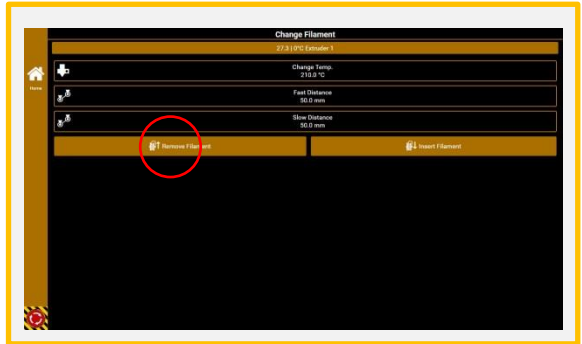 Change Filament
27.3 | 0°C Extruder 1
Home
Change Temp.
210.0 °C
Fast Distance
50.0 mm
Slow Distance
50.0 mm
Remove Filament
Insert Filament